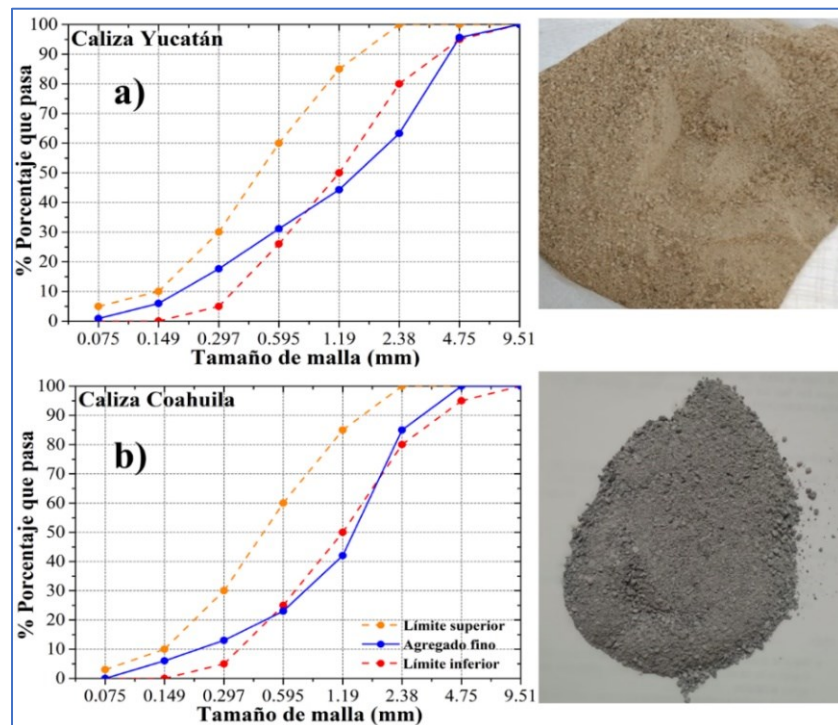 Caliza Yucatán
a)
% Porcentaje que pasa
100
90
80
70
60
50
40
30
20
10
0
0.075 0.149 0.297 0.595 1.19 2.38 4.75 9.51
Tamaño de malla (mm)
Caliza Coahuila
b)
% Porcentaje que pasa
100
90
80
70
60
50
40
30
20
10
0
Límite superior
Agregado fino
Límite inferior
0.075 0.149 0.297 0.595 1.19 2.38 4.75 9.51
Tamaño de malla (mm)